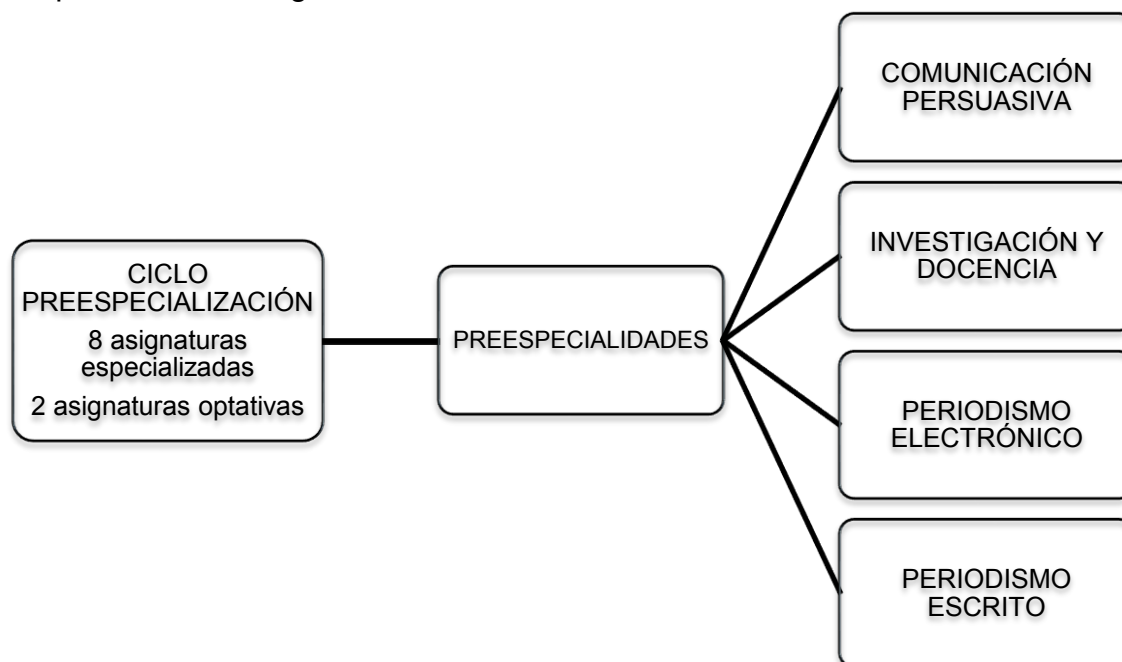 CICLO
PREESPECIALIZACIÓN
8 asignaturas
especializadas
2 asignaturas optativas
PREESPECIALIDADES
COMUNICACIÓN
PERSUASIVA
INVESTIGACIÓN Y
DOCENCIA
PERIODISMO
ELECTRÓNICO
PERIODISMO
ESCRITO